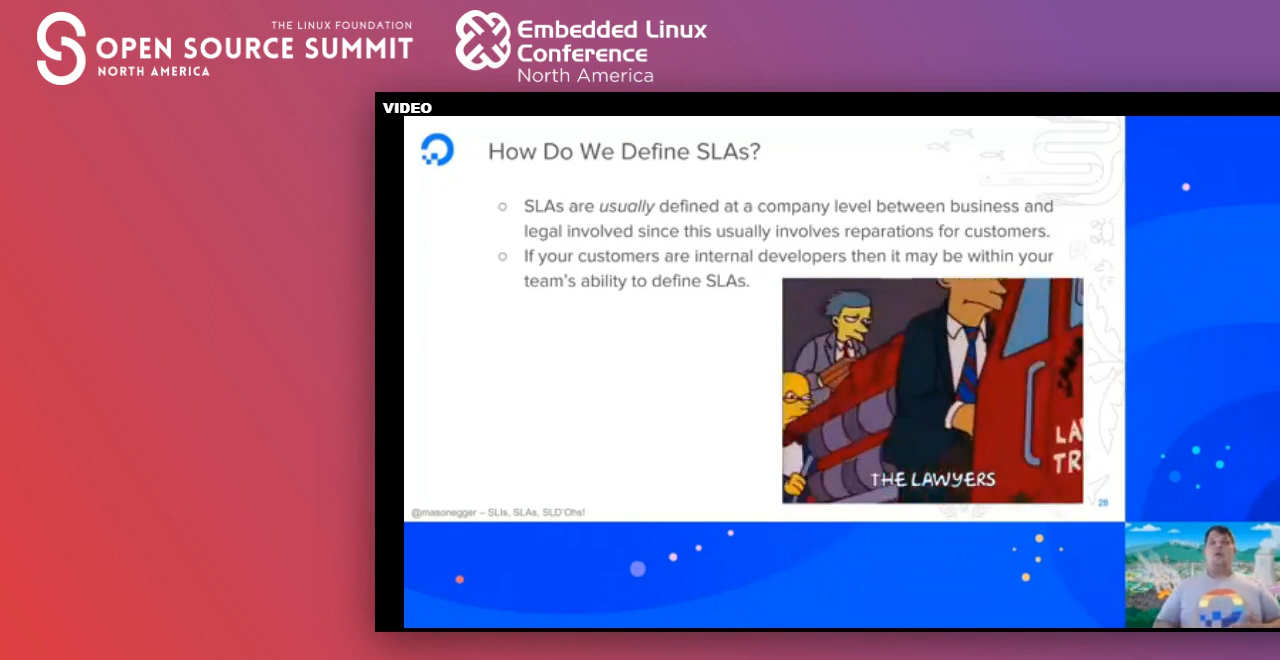 THE LINUX FOUNDATION
OPEN SOURCE SUMMIT
NORTH AMERICA
Embedded Linux
Conference
North America
VIDEO
How Do We Define SLAs?
SLAs are usually defined at a company level between business and
legal involved since this usually involves reparations for customers.
If your customers are internal developers then it may be within your
team's ability to define SLAs.
LA
TR
THE LAWYERS
@masonegger – SLIs, SLAs, SLD'Ohs!
28